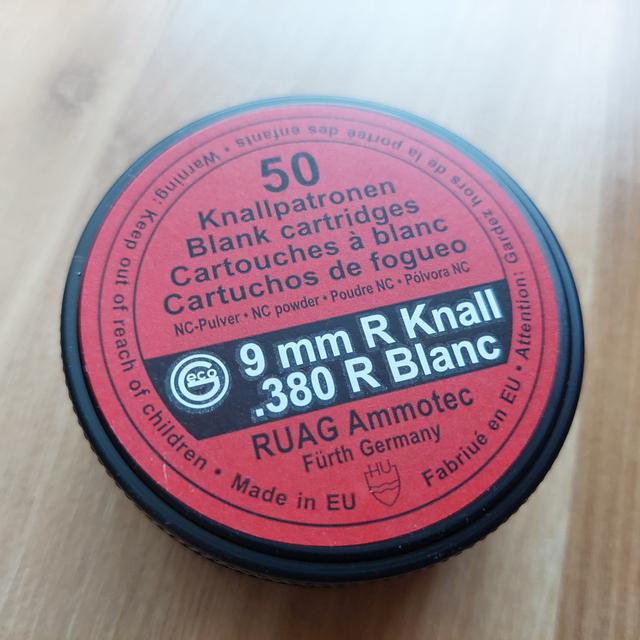 50
Knallpatronen
Blank cartridges
Cartouches à blanc
Cartuchos de fogueo
NC-Pulver • NC powder • Poudre NC • Pólvora NC
GECO
9 mm R Knall
.380 R Blanc
RUAG Ammotec
Fürth Germany
HU
• Warning: Keep out of reach of children • Made in EU
Fabriqué en EU • Attention: Gardez hors de la portée des enfants